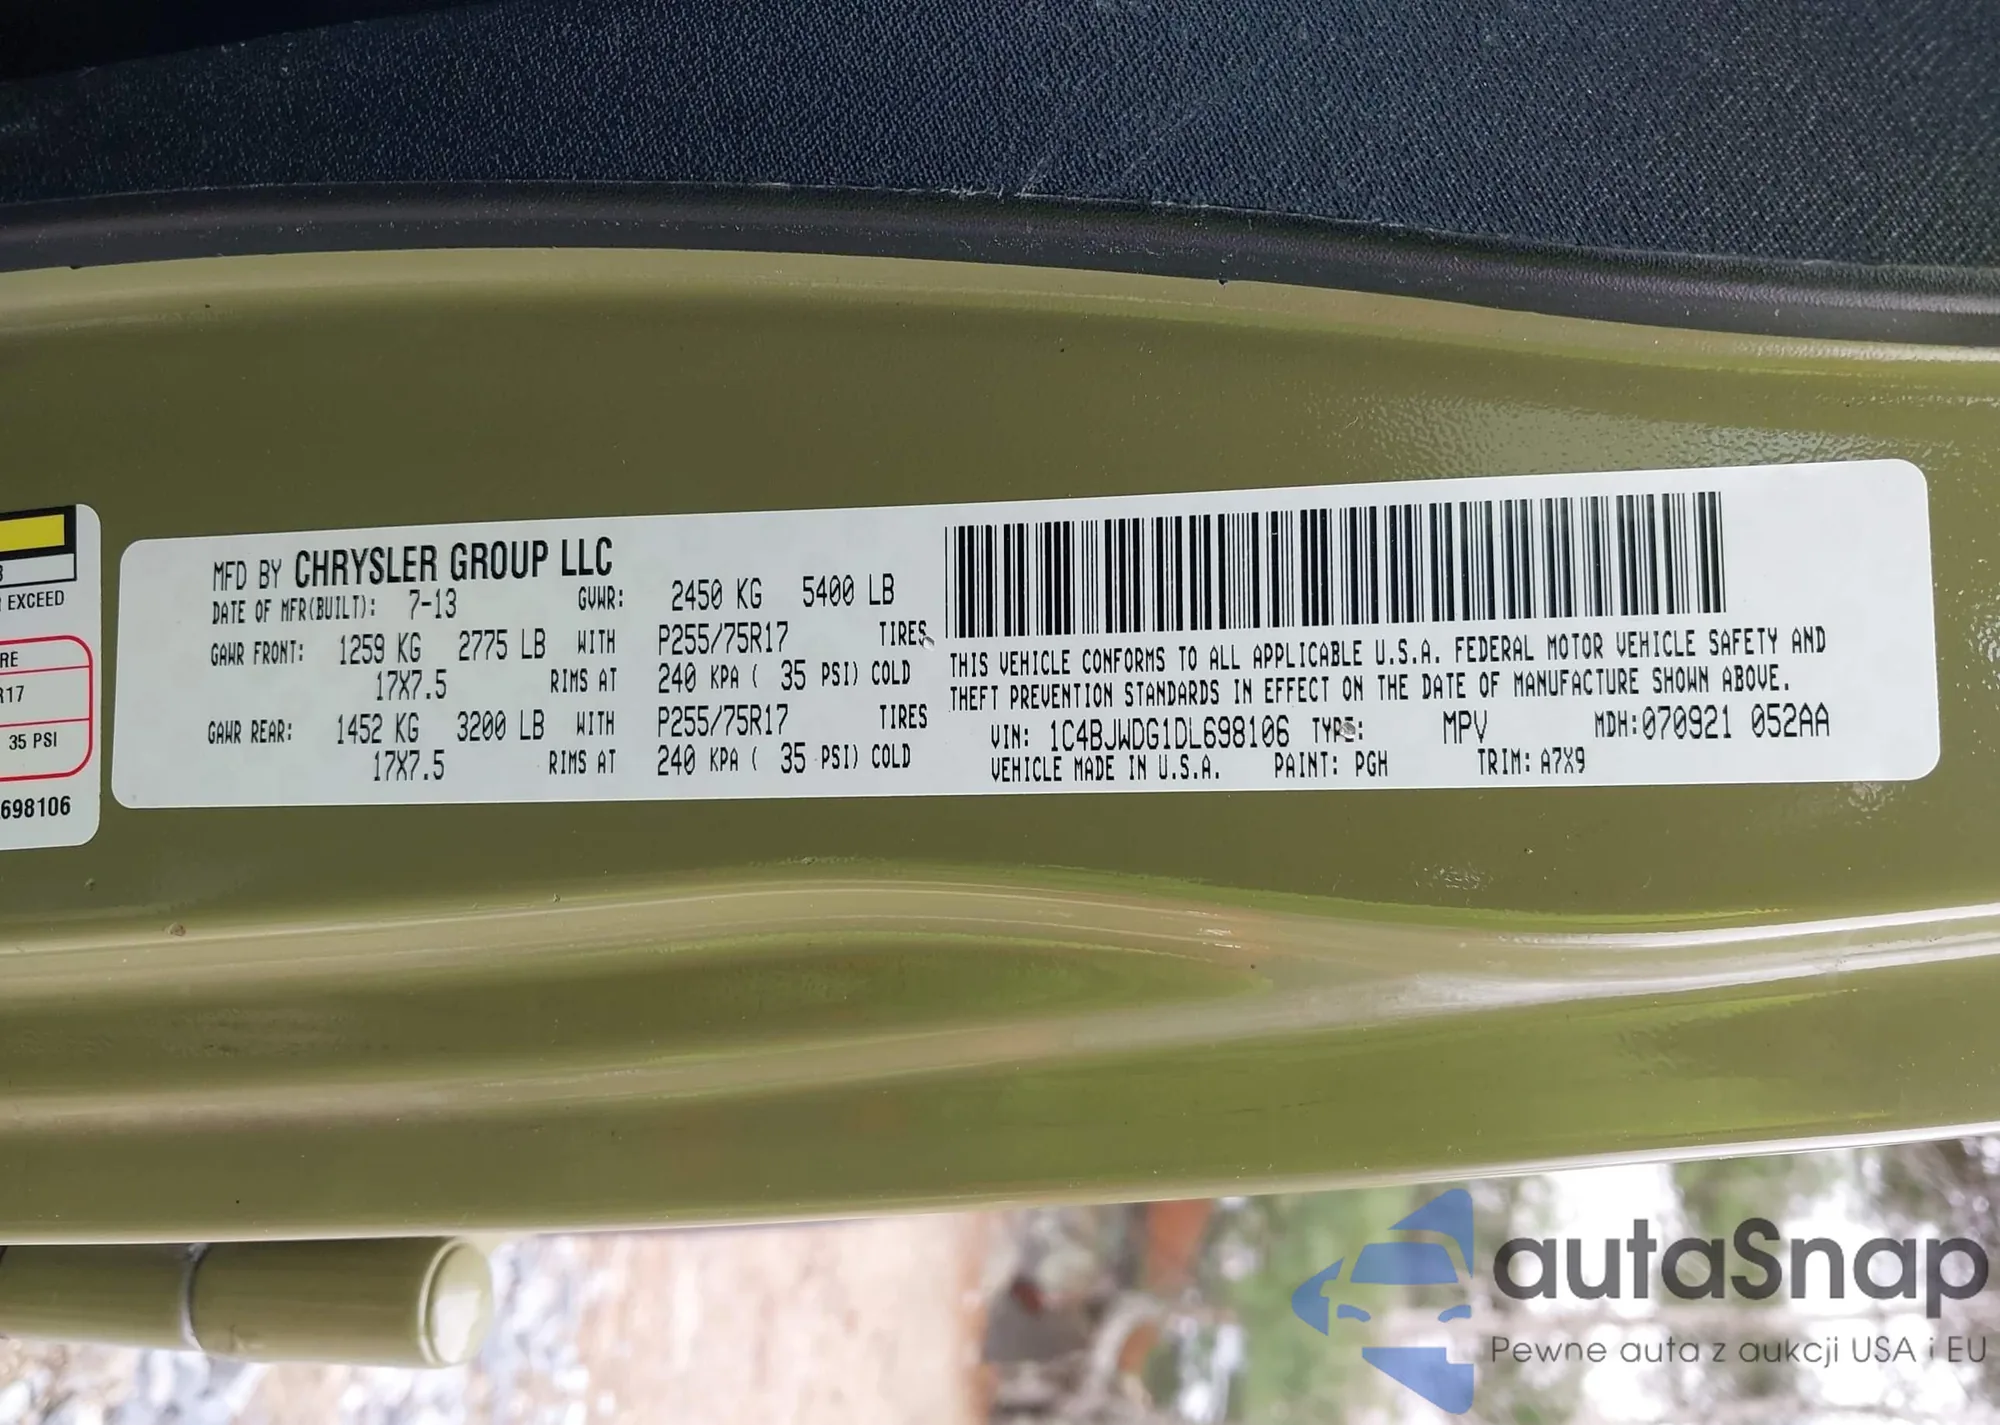 EXCEED
RE
R17
35 PSI
698106
MFD BY CHRYSLER GROUP LLC
DATE OF MFR(BUILT): 7-13 GVWR: 2450 KG 5400 LB
GAWR FRONT: 1259 KG 2775 LB WITH P255/75R17 TIRES
17X7.5 RIMS AT 240 KPA ( 35 PSI) COLD
GAWR REAR: 1452 KG 3200 LB WITH P255/75R17 TIRES
17X7.5 RIMS AT 240 KPA ( 35 PSI) COLD
THIS VEHICLE CONFORMS TO ALL APPLICABLE U.S.A. FEDERAL MOTOR VEHICLE SAFETY AND
THEFT PREVENTION STANDARDS IN EFFECT ON THE DATE OF MANUFACTURE SHOWN ABOVE.
VIN: 1C4BJWDG1DL698106 TYPE: MPV MDH:070921 052AA
VEHICLE MADE IN U.S.A. PAINT: PGH TRIM: A7X9
autaSnap
Pewne auta z aukcji USA i EU